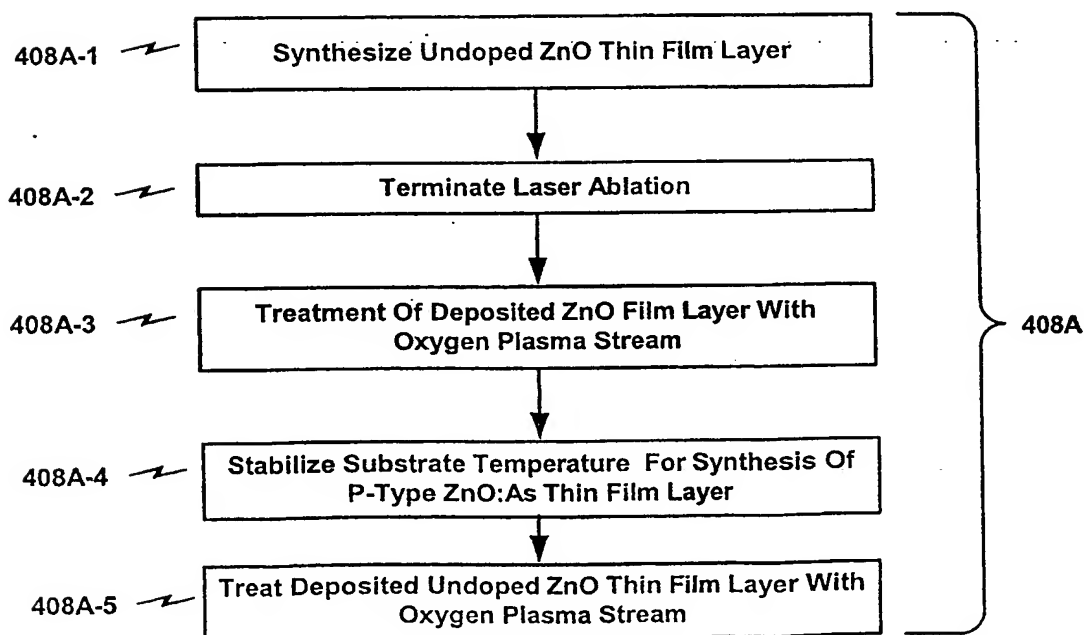 408A-1
Synthesize Undoped ZnO Thin Film Layer
408A-2
Terminate Laser Ablation
408A-3
Treatment Of Deposited ZnO Film Layer With
Oxygen Plasma Stream
408A
408A-4
Stabilize Substrate Temperature For Synthesis Of
P-Type ZnO:As Thin Film Layer
408A-5
Treat Deposited Undoped ZnO Thin Film Layer With
Oxygen Plasma Stream